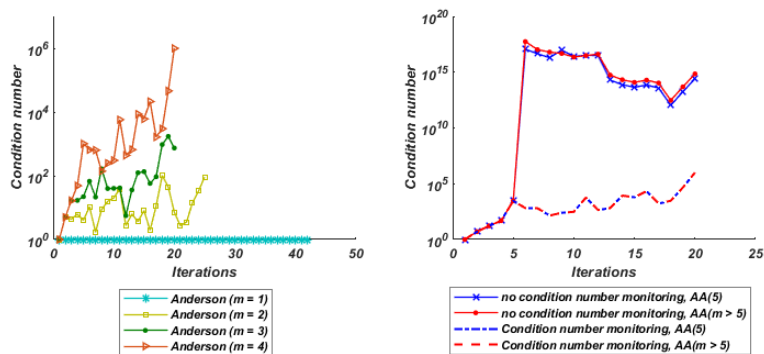 Condition number
10^6
10^4
10^2
10^0
0
10
20
30
40
50
Iterations
Anderson (m = 1)
Anderson (m = 2)
Anderson (m = 3)
Anderson (m = 4)
Condition number
10^20
10^15
10^10
10^5
10^0
0
5
10
15
20
25
Iterations
no condition number monitoring, AA(5)
no condition number monitoring, AA(m > 5)
Condition number monitoring, AA(5)
Condition number monitoring, AA(m > 5)